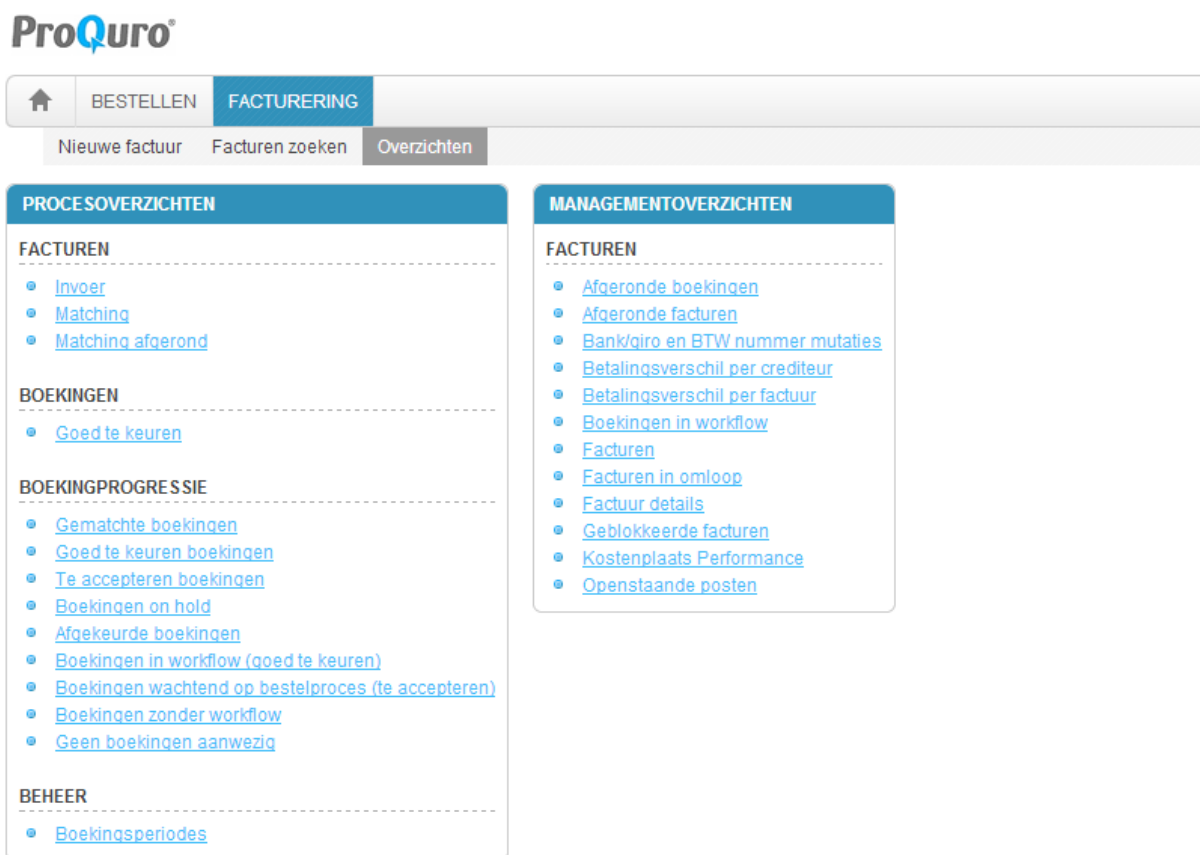 ProQuro®
BESTELLEN FACTURERING
Nieuwe factuur Facturen zoeken Overzichten
PROCESOVERZICHTEN
FACTUREN
Invoer
Matching
Matching afgerond
BOEKINGEN
Goed te keuren
BOEKINGPROGRESSIE
Gematchte boekingen
Goed te keuren boekingen
Te accepteren boekingen
Boekingen on hold
Afgekeurde boekingen
Boekingen in workflow (goed te keuren)
Boekingen wachtend op bestelproces (te accepteren)
Boekingen zonder workflow
Geen boekingen aanwezig
BEHEER
Boekingsperiodes
MANAGEMENTOVERZICHTEN
FACTUREN
Afgeronde boekingen
Afgeronde facturen
Bank/giro en BTW nummer mutaties
Betalingsverschil per crediteur
Betalingsverschil per factuur
Boekingen in workflow
Facturen
Facturen in omloop
Factuur details
Geblokkeerde facturen
Kostenplaats Performance
Openstaande posten